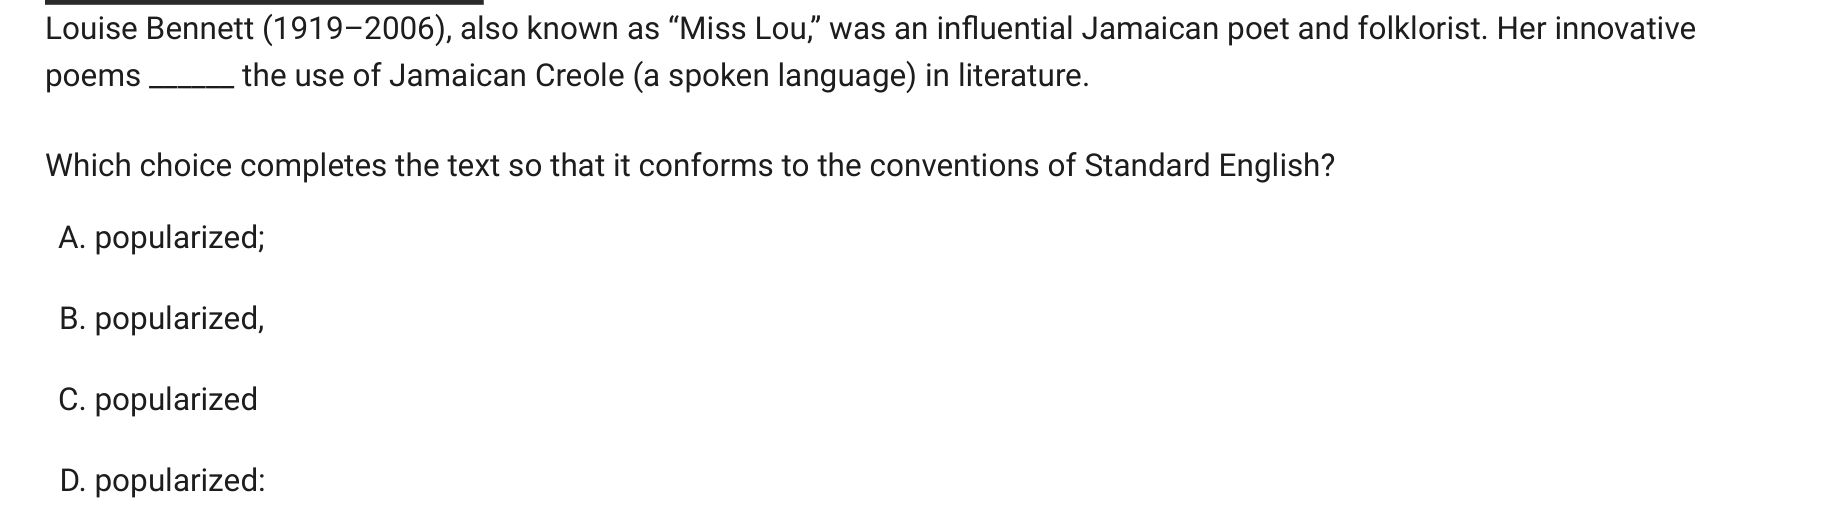 Louise Bennett (1919–2006), also known as “Miss Lou,” was an influential Jamaican poet and folklorist. Her innovative
poems ______ the use of Jamaican Creole (a spoken language) in literature.
Which choice completes the text so that it conforms to the conventions of Standard English?
A. popularized;
B. popularized,
C. popularized
D. popularized: